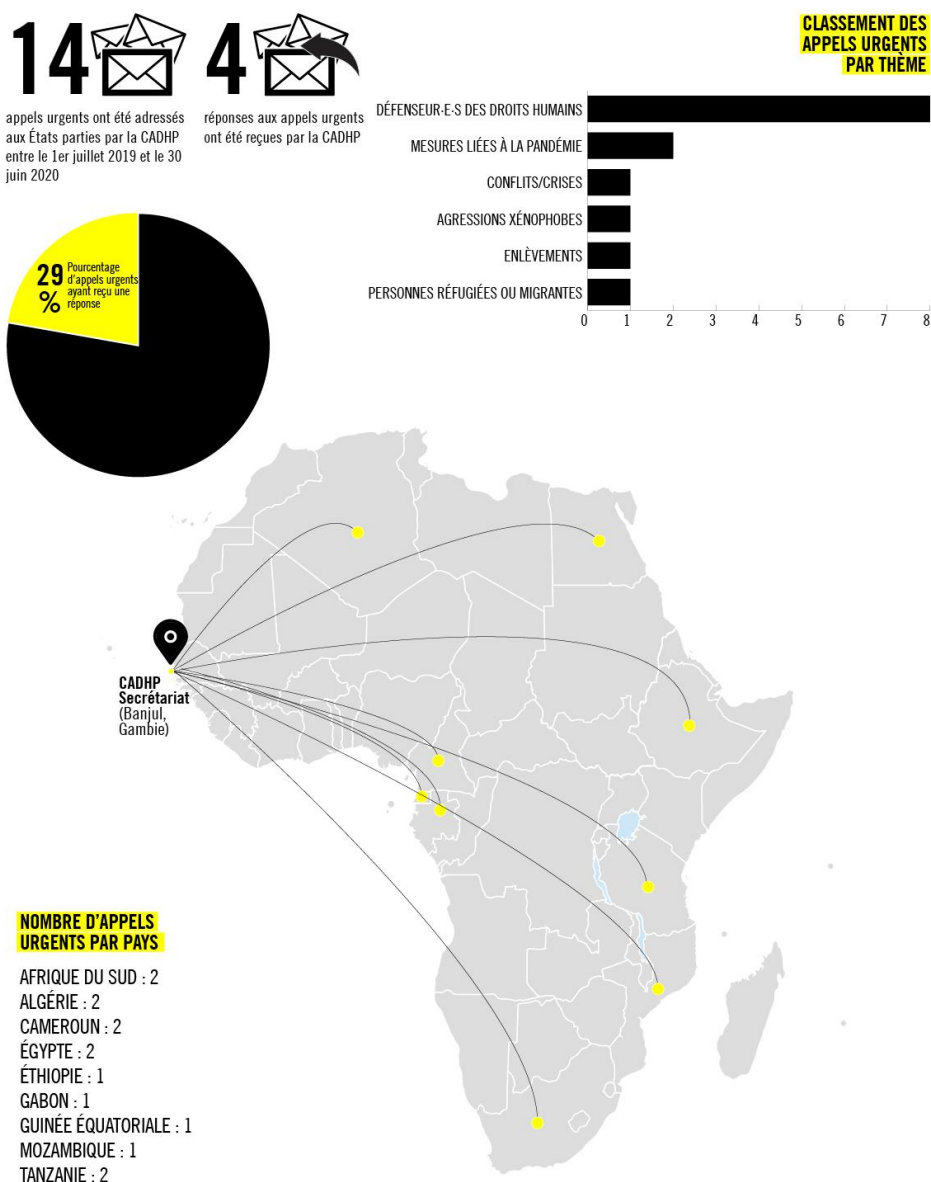 14
appels urgents ont été adressés
aux États parties par la CADHP
entre le 1er juillet 2019 et le 30
juin 2020
4
réponses aux appels urgents
ont été reçues par la CADHP
CLASSEMENT DES
APPELS URGENTS
PAR THÈME
DÉFENSEUR·E·S DES DROITS HUMAINS
MESURES LIÉES À LA PANDÉMIE
CONFLITS/CRISES
AGRESSIONS XÉNOPHOBES
ENLÈVEMENTS
PERSONNES RÉFUGIÉES OU MIGRANTES
0 1 2 3 4 5 6 7 8
29
%
Pourcentage
d'appels urgents
ayant reçu une
réponse
CADHP
Secrétariat
(Banjul,
Gambie)
NOMBRE D'APPELS
URGENTS PAR PAYS
AFRIQUE DU SUD : 2
ALGÉRIE : 2
CAMEROUN : 2
ÉGYPTE : 2
ÉTHIOPIE : 1
GABON : 1
GUINÉE ÉQUATORIALE : 1
MOZAMBIQUE : 1
TANZANIE : 2